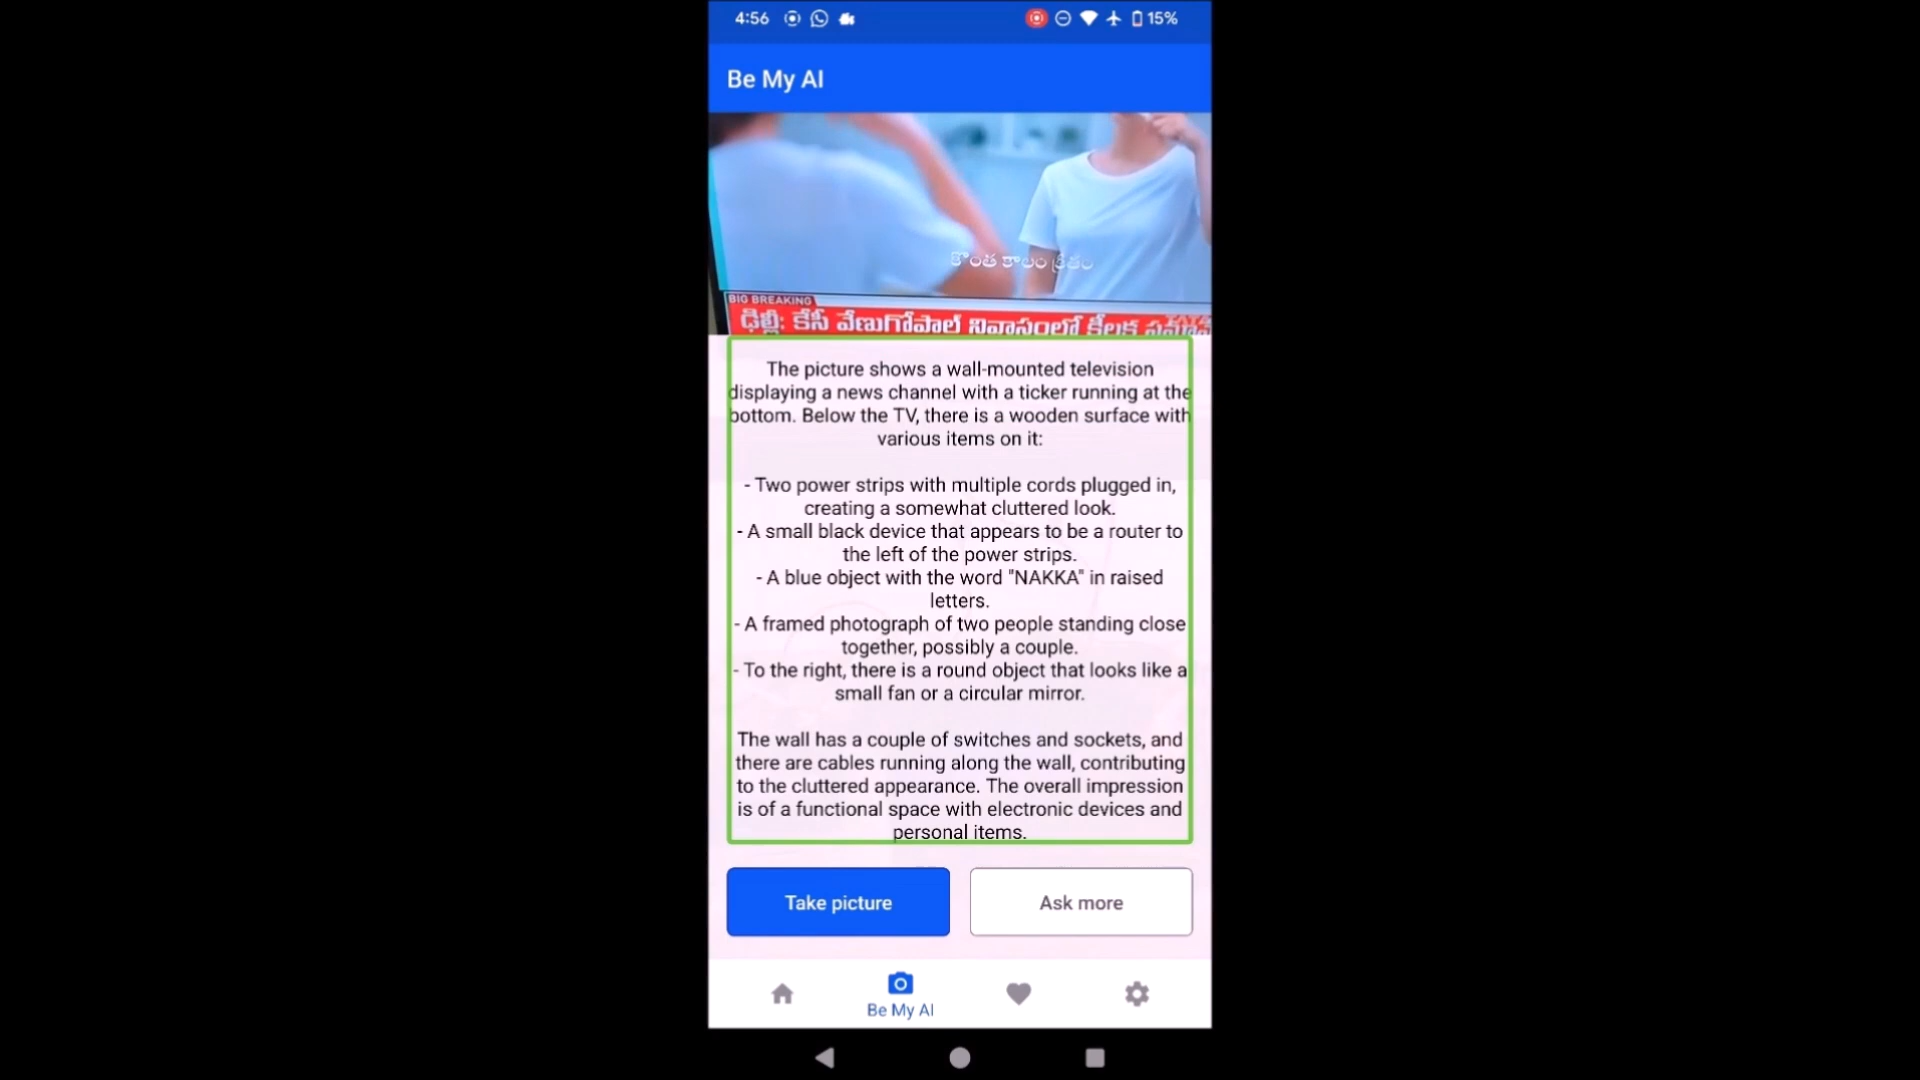 4:56
15%
Be My AI
కొంత కాలం క్రితం
BIG BREAKING
ఢిల్లీ: కేసీ వేణుగోపాల్ నివాసంలో కీలక
The picture shows a wall-mounted television
displaying a news channel with a ticker running at the
bottom. Below the TV, there is a wooden surface with
various items on it:
- Two power strips with multiple cords plugged in,
creating a somewhat cluttered look.
- A small black device that appears to be a router to
the left of the power strips.
- A blue object with the word "NAKKA" in raised
letters.
- A framed photograph of two people standing close
together, possibly a couple.
- To the right, there is a round object that looks like a
small fan or a circular mirror.
The wall has a couple of switches and sockets, and
there are cables running along the wall, contributing
to the cluttered appearance. The overall impression
is of a functional space with electronic devices and
personal items.
Take picture
Ask more
Be My AI